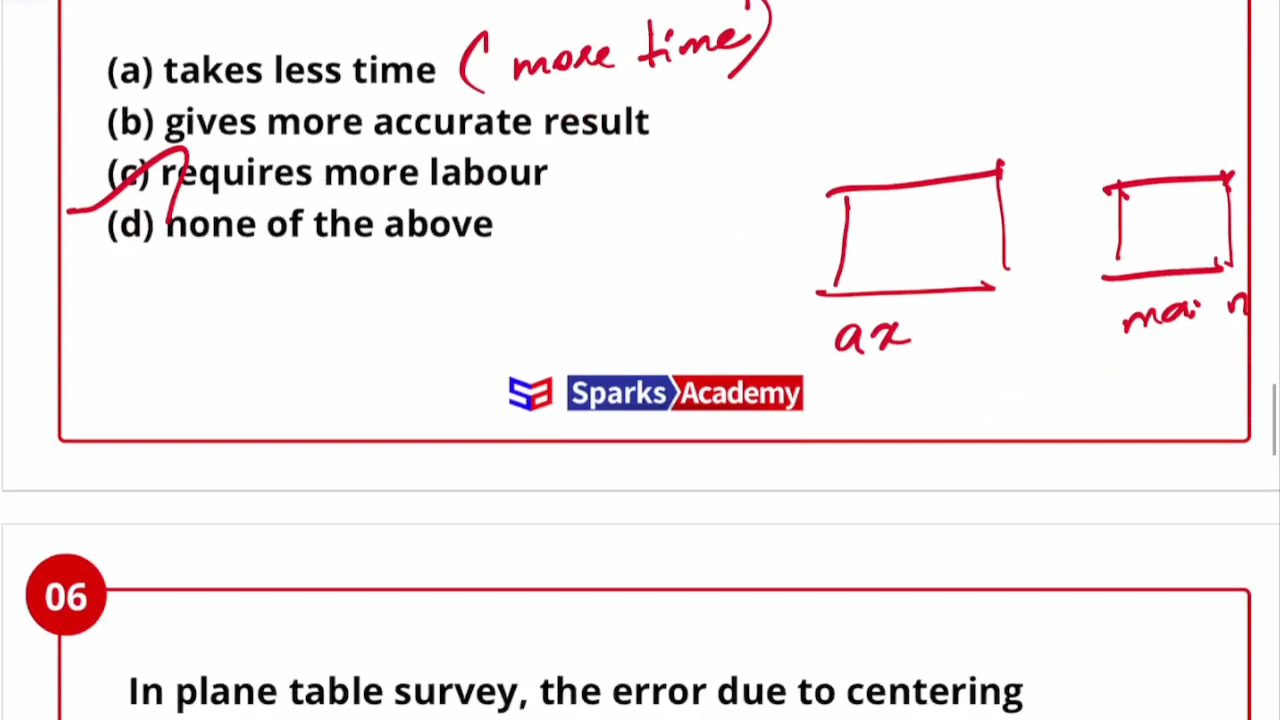 (a) takes less time (more time)
(b) gives more accurate result
(c) requires more labour
(d) none of the above
ax
Sparks Academy
06
In plane table survey, the error due to centering